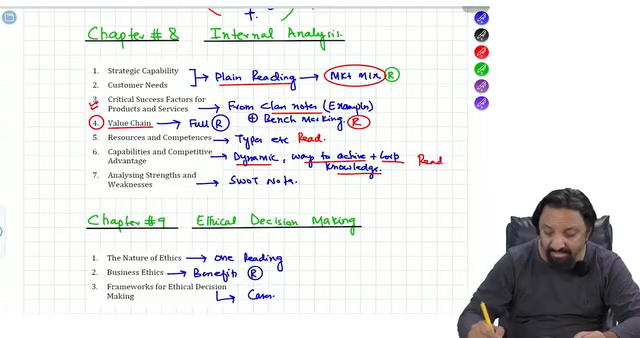 +
Chapter # 8 Internal Analysis
1. Strategic Capability
→ Plain Reading → MKt Mix R
2. Customer Needs
3. Critical Success Factors for Products and Services → From Class notes (Examples)
4. Value Chain → Full R ⊕ Bench Marking. R
5. Resources and Competences → Types etc Read.
6. Capabilities and Competitive Advantage → Dynamic, ways to achive + Corp Knowledge. Read
7. Analysing Strengths and Weaknesses → SWOT Note.
Chapter # 9 Ethical Decision Making
1. The Nature of Ethics → One Reading
2. Business Ethics → Benefits R
3. Frameworks for Ethical Decision Making
→ Cases.